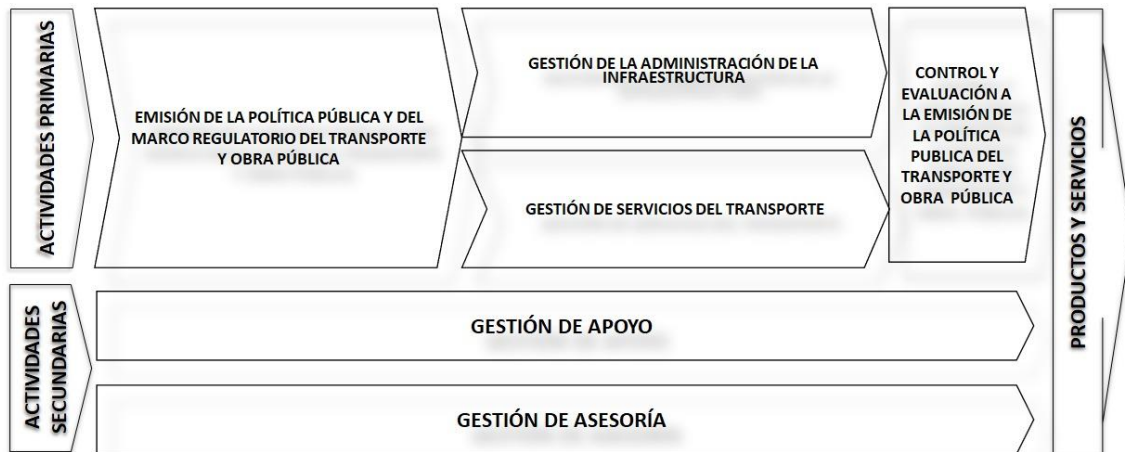 ACTIVIDADES PRIMARIAS
EMISIÓN DE LA POLÍTICA PÚBLICA Y DEL
MARCO REGULATORIO DEL TRANSPORTE
Y OBRA PÚBLICA
GESTIÓN DE LA ADMINISTRACIÓN DE LA
INFRAESTRUCTURA
GESTIÓN DE SERVICIOS DEL TRANSPORTE
CONTROL Y
EVALUACIÓN A
LA EMISIÓN DE
LA POLÍTICA
PUBLICA DEL
TRANSPORTE Y
OBRA PÚBLICA
ACTIVIDADES
SECUNDARIAS
GESTIÓN DE APOYO
GESTIÓN DE ASESORÍA
PRODUCTOS Y SERVICIOS